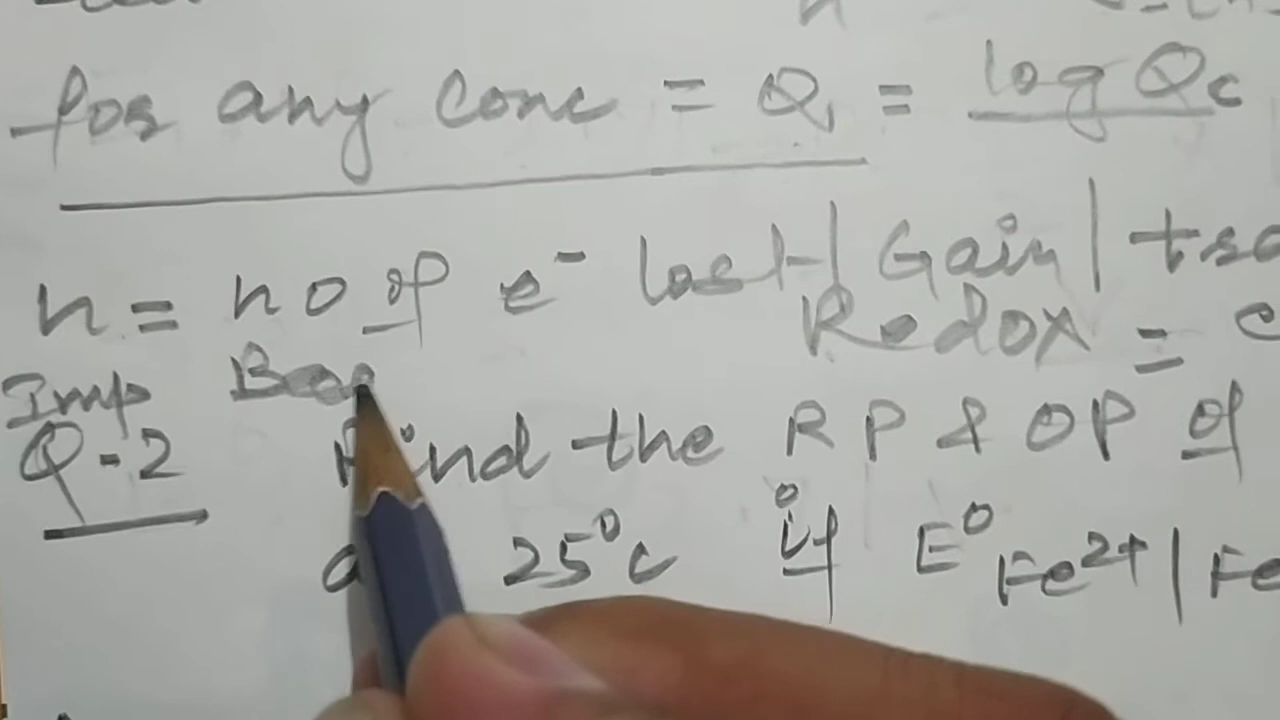 for any conc = Q = log Qc
n = no of e⁻ lost | Gain |
Redox =
Imp
Q-2 Find the RP & OP of
25°C if E° Fe²⁺ | Fe